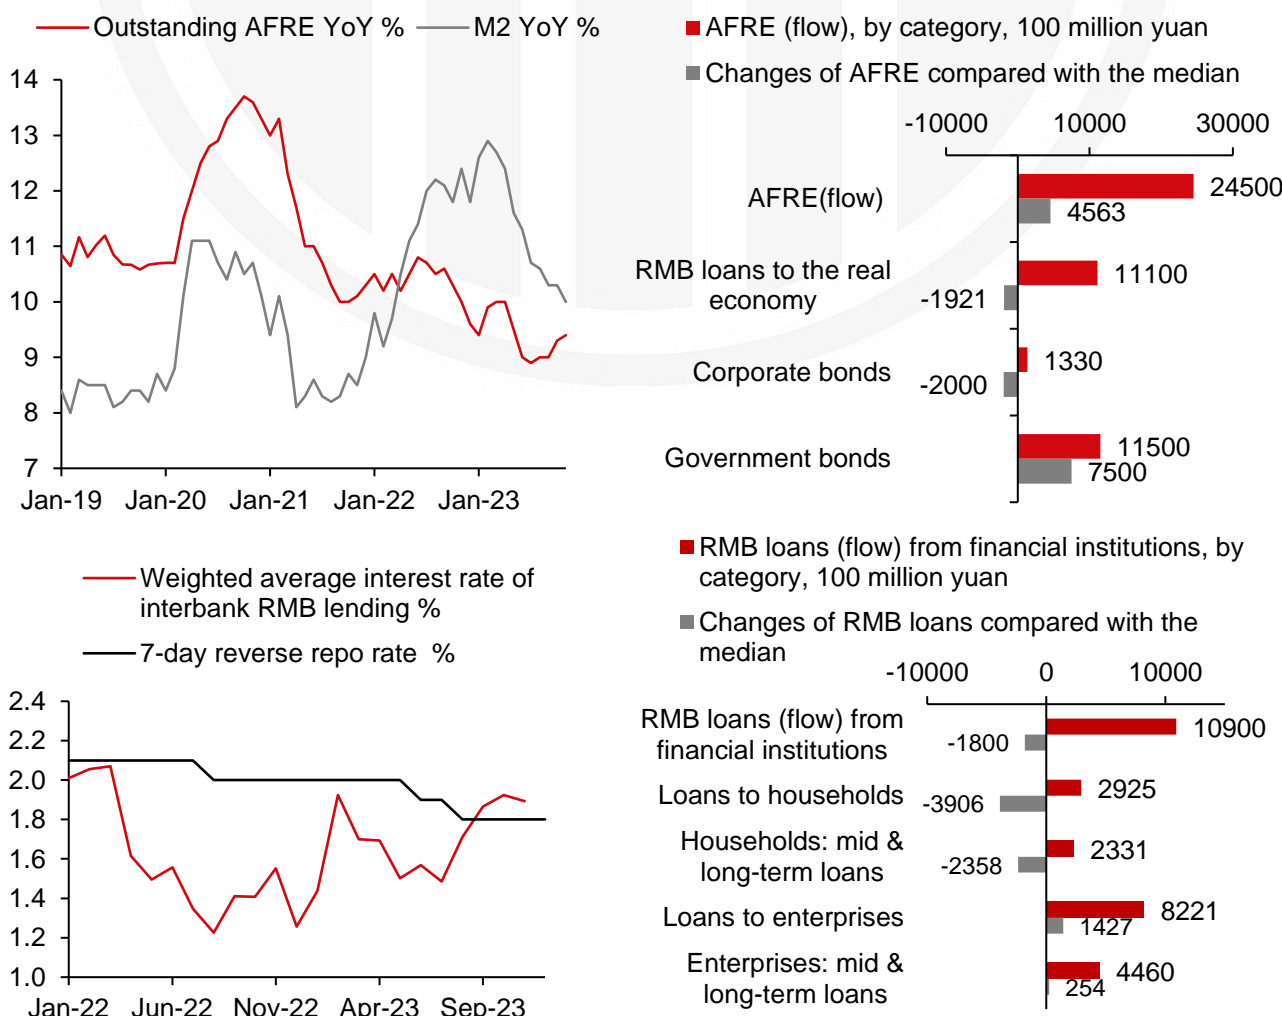 Outstanding AFRE YoY %
M2 YoY %
14
13
12
11
10
9
8
7
Jan-19 Jan-20 Jan-21 Jan-22 Jan-23
AFRE (flow), by category, 100 million yuan
Changes of AFRE compared with the median
-10000 10000 30000
AFRE(flow)
24500
4563
RMB loans to the real
economy
11100
-1921
Corporate bonds
1330
-2000
Government bonds
11500
7500
Weighted average interest rate of
interbank RMB lending %
7-day reverse repo rate %
2.4
2.2
2.0
1.8
1.6
1.4
1.2
1.0
Jan-22 Jun-22 Nov-22 Apr-23 Sep-23
RMB loans (flow) from financial institutions, by
category, 100 million yuan
Changes of RMB loans compared with the
median
-10000 0 10000
RMB loans (flow) from
financial institutions
10900
-1800
Loans to households
2925
-3906
Households: mid &
long-term loans
2331
-2358
Loans to enterprises
8221
1427
Enterprises: mid &
long-term loans
4460
254